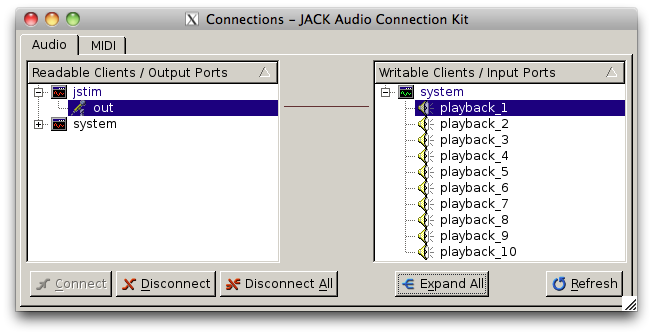 Connections – JACK Audio Connection Kit
Audio
MIDI
Readable Clients / Output Ports
jstim
out
system
Writable Clients / Input Ports
system
playback_1
playback_2
playback_3
playback_4
playback_5
playback_6
playback_7
playback_8
playback_9
playback_10
Connect
Disconnect
Disconnect All
Expand All
Refresh